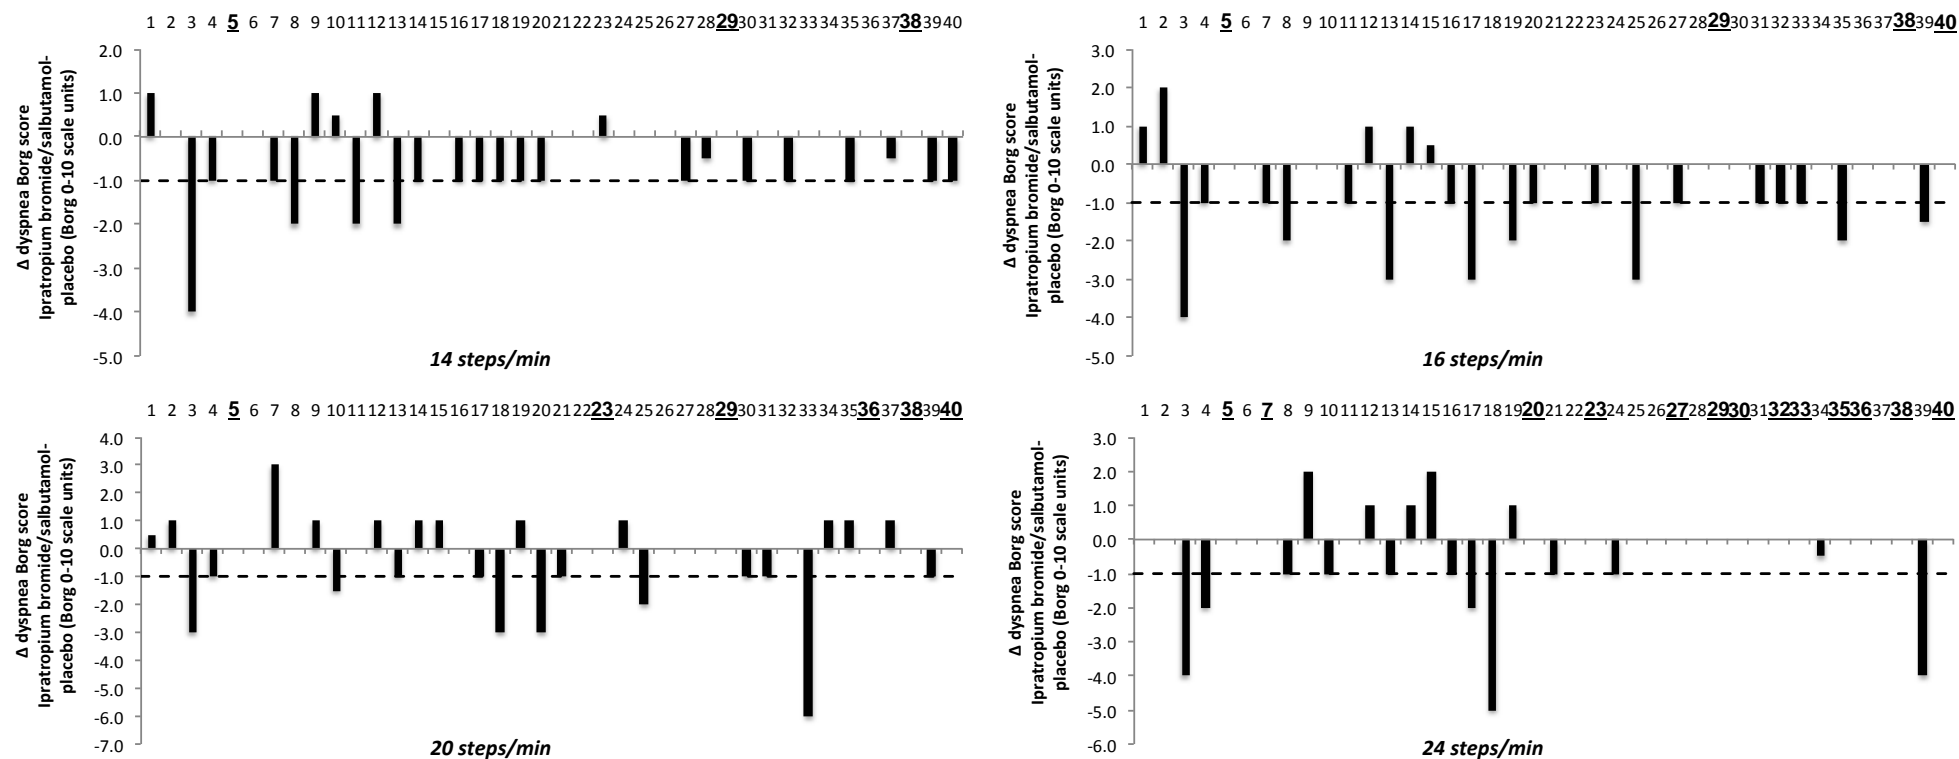 1 2 3 4 5 6 7 8 9 10 11 12 13 14 15 16 17 18 19 20 21 22 23 24 25 26 27 28 29 30 31 32 33 34 35 36 37 38 39 40
Δ dyspnea Borg score
Ipratropium bromide/salbutamol-
placebo (Borg 0-10 scale units)
2.0
1.0
0.0
-1.0
-2.0
-3.0
-4.0
-5.0
14 steps/min
1 2 3 4 5 6 7 8 9 10 11 12 13 14 15 16 17 18 19 20 21 22 23 24 25 26 27 28 29 30 31 32 33 34 35 36 37 38 39 40
Δ dyspnea Borg score
Ipratropium bromide/salbutamol-
placebo (Borg 0-10 scale units)
3.0
2.0
1.0
0.0
-1.0
-2.0
-3.0
-4.0
-5.0
16 steps/min
1 2 3 4 5 6 7 8 9 10 11 12 13 14 15 16 17 18 19 20 21 22 23 24 25 26 27 28 29 30 31 32 33 34 35 36 37 38 39 40
Δ dyspnea Borg score
Ipratropium bromide/salbutamol-
placebo (Borg 0-10 scale units)
4.0
3.0
2.0
1.0
0.0
-1.0
-2.0
-3.0
-4.0
-5.0
-6.0
-7.0
20 steps/min
1 2 3 4 5 6 7 8 9 10 11 12 13 14 15 16 17 18 19 20 21 22 23 24 25 26 27 28 29 30 31 32 33 34 35 36 37 38 39 40
Δ dyspnea Borg score
Ipratropium bromide/salbutamol-
placebo (Borg 0-10 scale units)
3.0
2.0
1.0
0.0
-1.0
-2.0
-3.0
-4.0
-5.0
-6.0
24 steps/min